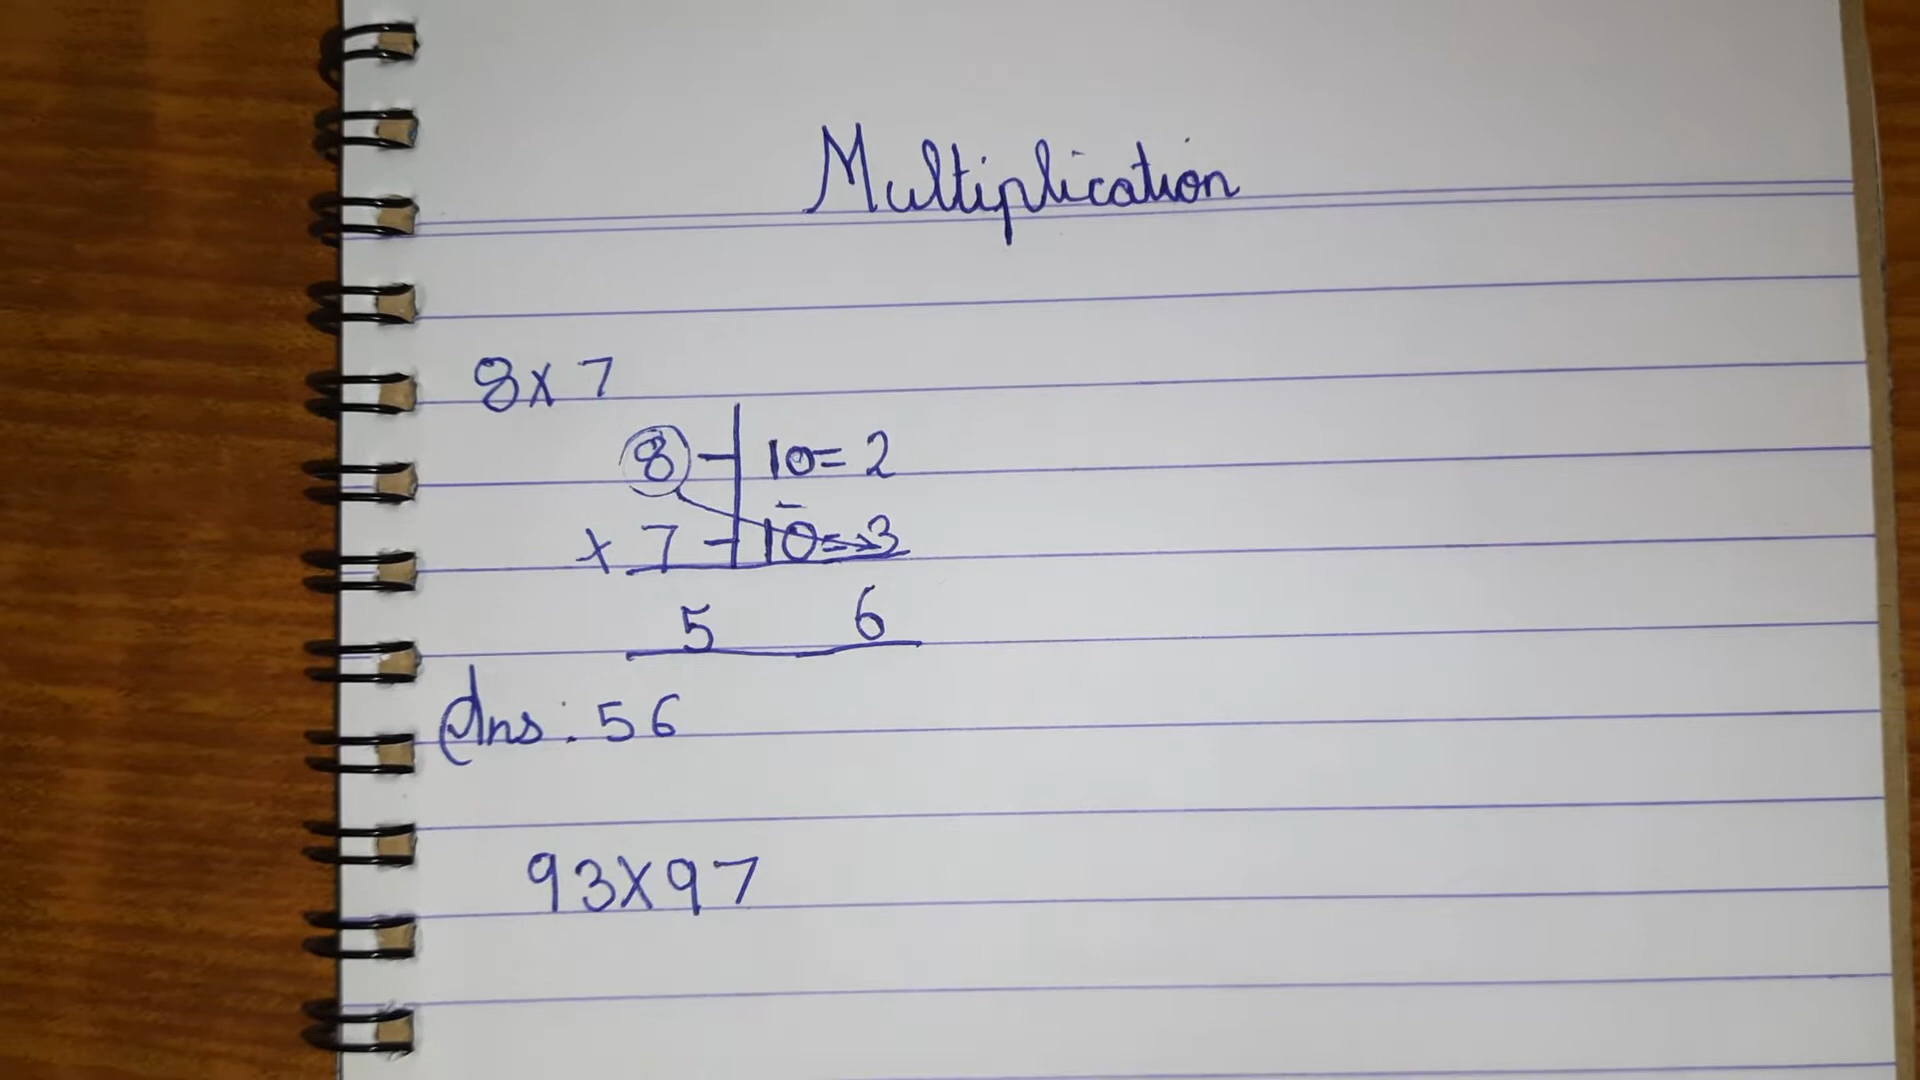 Multiplication
8x7
8 - 10 = 2
x 7 - 10 = 3
5 6
Ans : 56
93x97